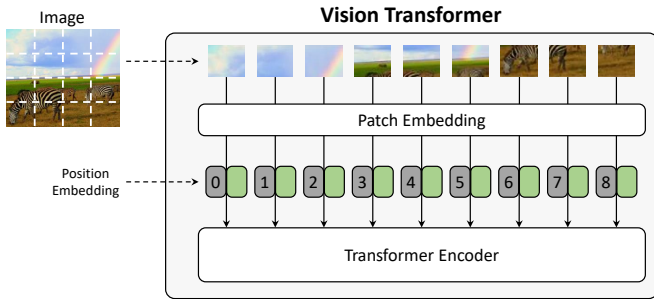 Vision Transformer
Image
Patch Embedding
Position
Embedding
0 1 2 3 4 5 6 7 8
Transformer Encoder